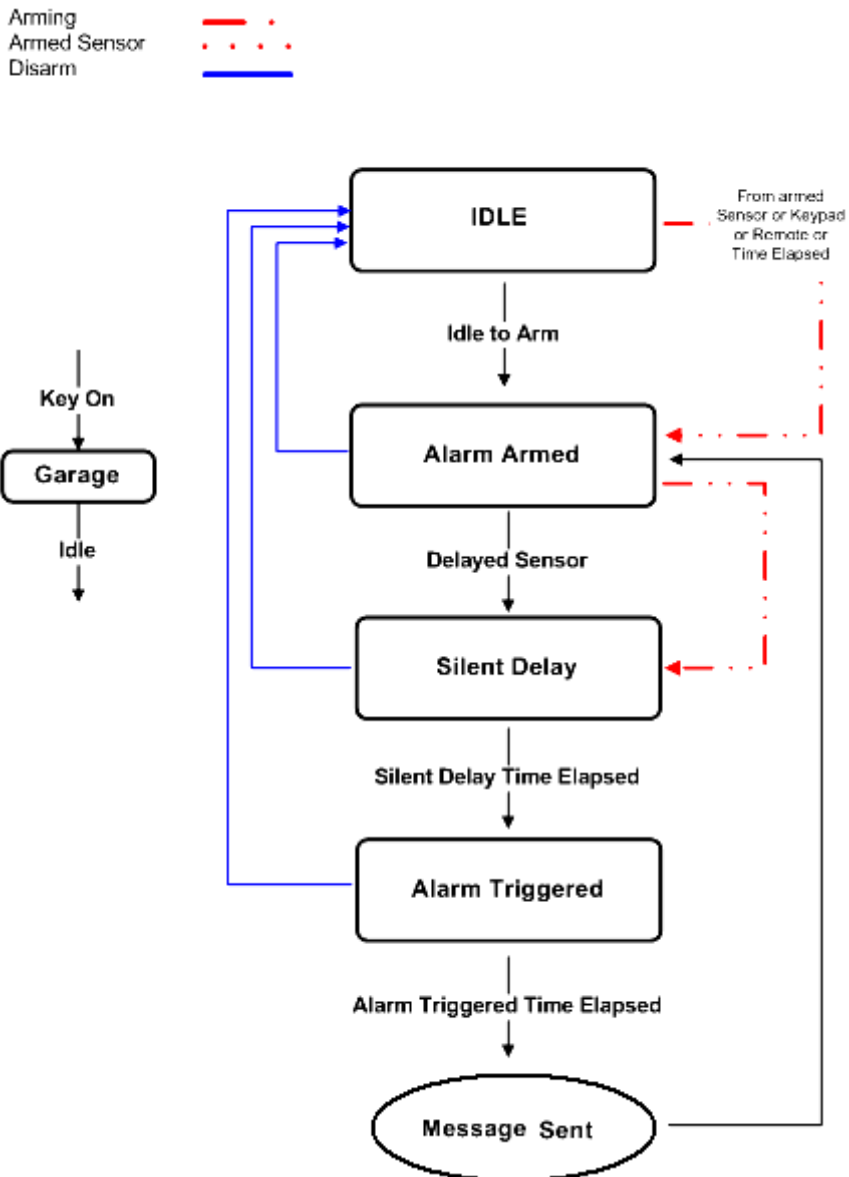 Arming
Armed Sensor
Disarm
IDLE
From armed
Sensor or Keypad
or Remote or
Time Elapsed
Idle to Arm
Key On
Garage
Idle
Alarm Armed
Delayed Sensor
Silent Delay
Silent Delay Time Elapsed
Alarm Triggered
Alarm Triggered Time Elapsed
Message Sent